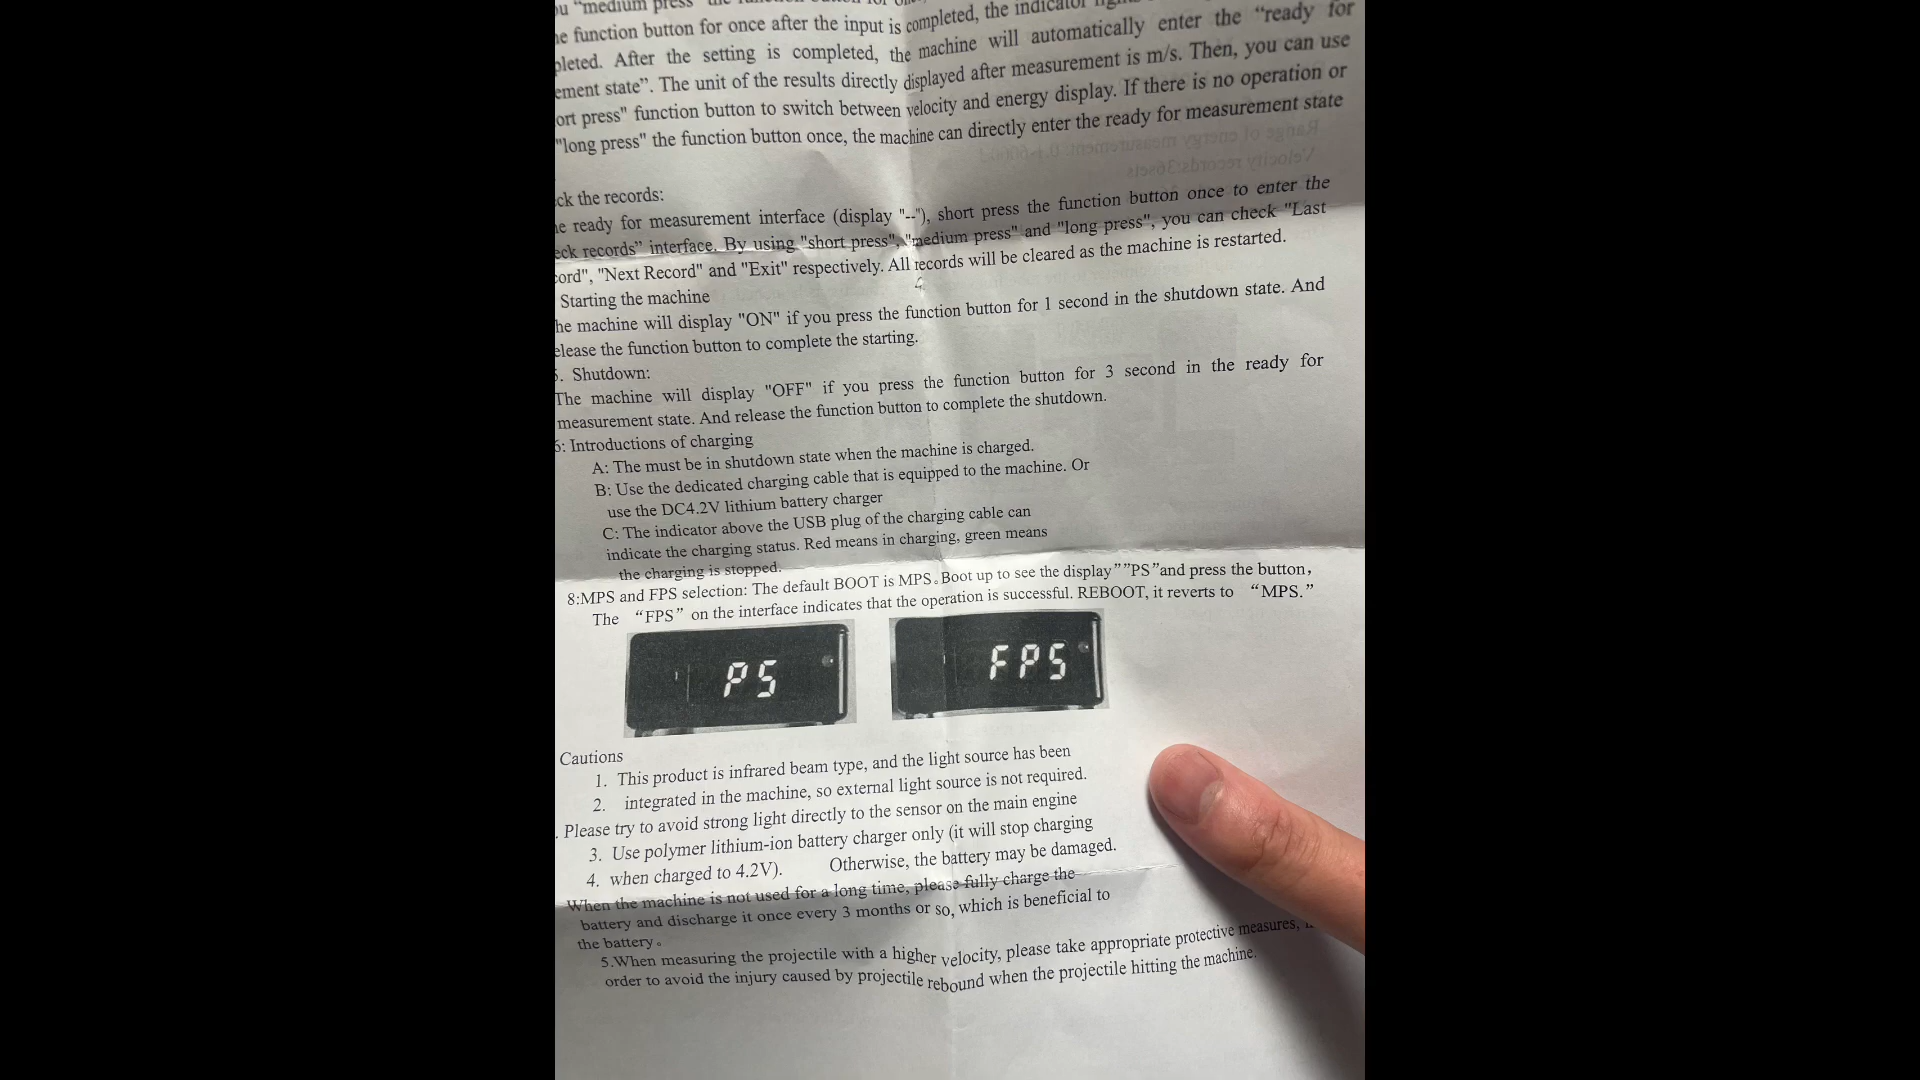 "medium press"
function button for once after the input is completed, the indicator
After the setting is completed, the machine will automatically enter the “ready for
ement state”. The unit of the results directly displayed after measurement is m/s. Then, you can use
ort press" function button to switch between velocity and energy display. If there is no operation or
"long press" the function button once, the machine can directly enter the ready for measurement state
Range of energy measurement:
Velocity records:
ck the records:
e ready for measurement interface (display "--"), short press the function button once to enter the
eck records” interface. By using "short press", "medium press" and "long press", you can check "Last
ord", "Next Record" and "Exit" respectively. All records will be cleared as the machine is restarted.
Starting the machine
he machine will display "ON" if you press the function button for 1 second in the shutdown state. And
elease the function button to complete the starting.
. Shutdown:
The machine will display "OFF" if you press the function button for 3 second in the ready for
measurement state. And release the function button to complete the shutdown.
: Introductions of charging
A: The must be in shutdown state when the machine is charged.
B: Use the dedicated charging cable that is equipped to the machine. Or
use the DC4.2V lithium battery charger
C: The indicator above the USB plug of the charging cable can
indicate the charging status. Red means in charging, green means
the charging is stopped.
8:MPS and FPS selection: The default BOOT is MPS。Boot up to see the display””PS”and press the button，
The “FPS” on the interface indicates that the operation is successful. REBOOT, it reverts to “MPS.”
PS
FPS
Cautions
1. This product is infrared beam type, and the light source has been
2. integrated in the machine, so external light source is not required.
. Please try to avoid strong light directly to the sensor on the main engine
3. Use polymer lithium-ion battery charger only (it will stop charging
4. when charged to 4.2V). Otherwise, the battery may be damaged.
When the machine is not used for a long time, please fully charge the
battery and discharge it once every 3 months or so, which is beneficial to
the battery。
5.When measuring the projectile with a higher velocity, please take appropriate protective measures,
order to avoid the injury caused by projectile rebound when the projectile hitting the machine.